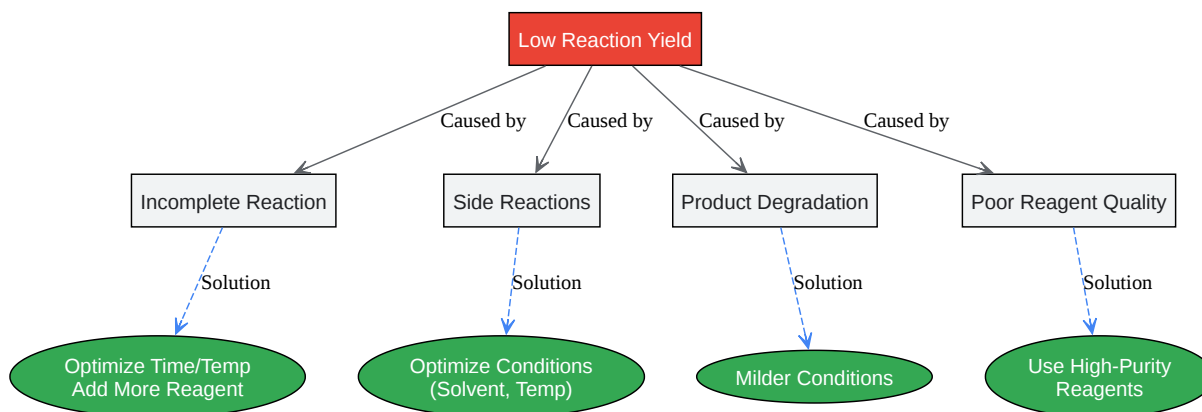 Low Reaction Yield
Caused by
Caused by
Caused by
Caused by
Incomplete Reaction
Side Reactions
Product Degradation
Poor Reagent Quality
Solution
Solution
Solution
Solution
Optimize Time/Temp
Add More Reagent
Optimize Conditions
(Solvent, Temp)
Milder Conditions
Use High-Purity
Reagents